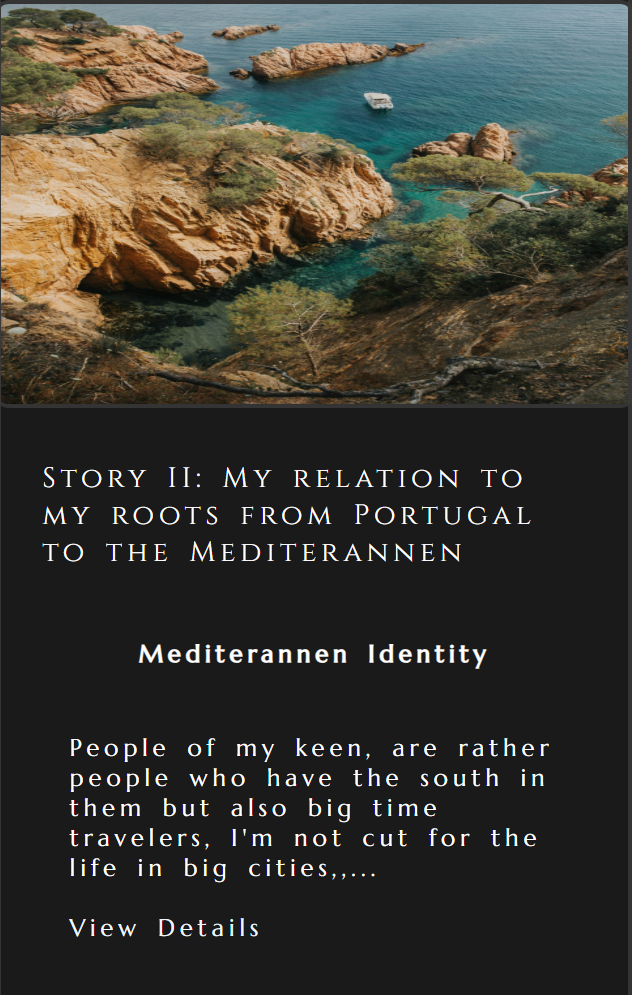 Story II: My relation to
my roots from Portugal
to the Mediterannen
Mediterannen Identity
People of my keen, are rather
people who have the south in
them but also big time
travelers, I'm not cut for the
life in big cities,,...
View Details